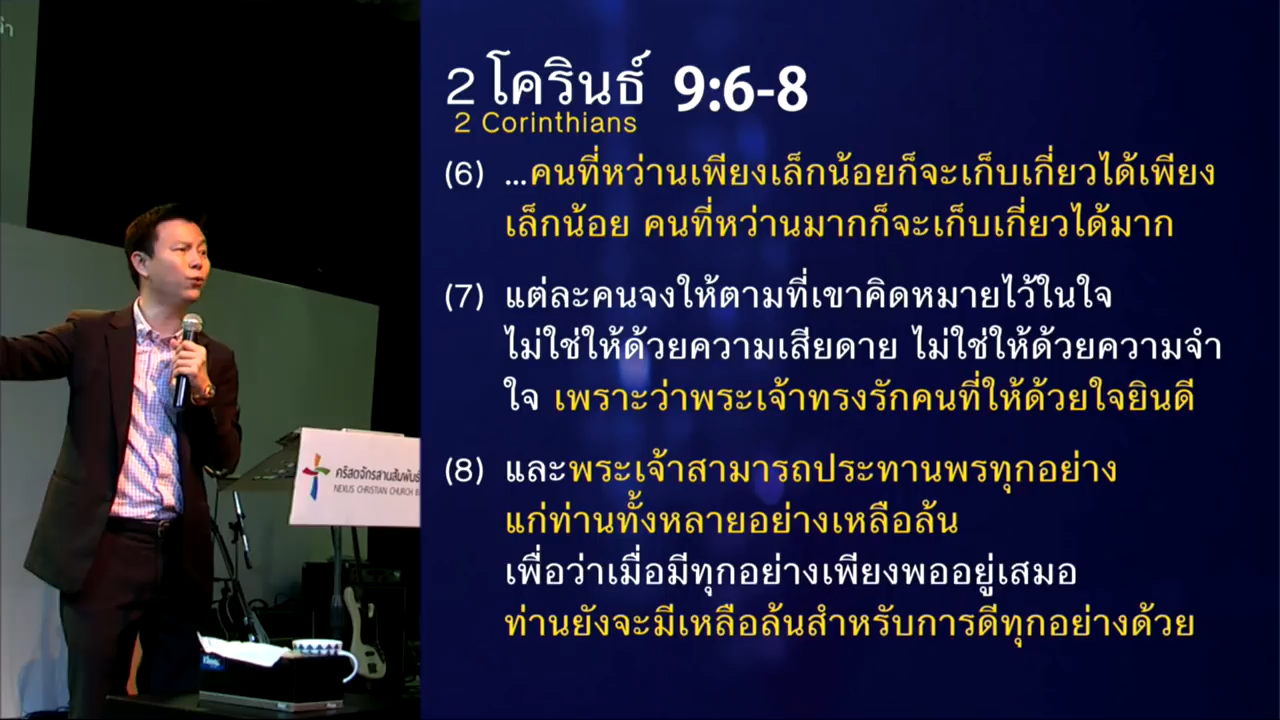 2 โครินธ์ 9:6-8
2 Corinthians
(6) ...คนที่หว่านเพียงเล็กน้อยก็จะเก็บเกี่ยวได้เพียง
เล็กน้อย คนที่หว่านมากก็จะเก็บเกี่ยวได้มาก
(7) แต่ละคนจงให้ตามที่เขาคิดหมายไว้ในใจ
ไม่ใช่ให้ด้วยความเสียดาย ไม่ใช่ให้ด้วยความจำ
ใจ เพราะว่าพระเจ้าทรงรักคนที่ให้ด้วยใจยินดี
(8) และพระเจ้าสามารถประทานพรทุกอย่าง
แก่ท่านทั้งหลายอย่างเหลือล้น
เพื่อว่าเมื่อมีทุกอย่างเพียงพออยู่เสมอ
ท่านยังจะมีเหลือล้นสำหรับการดีทุกอย่างด้วย
คริสตจักรสานสัมพันธ์
NEXUS CHRISTIAN CHURCH B